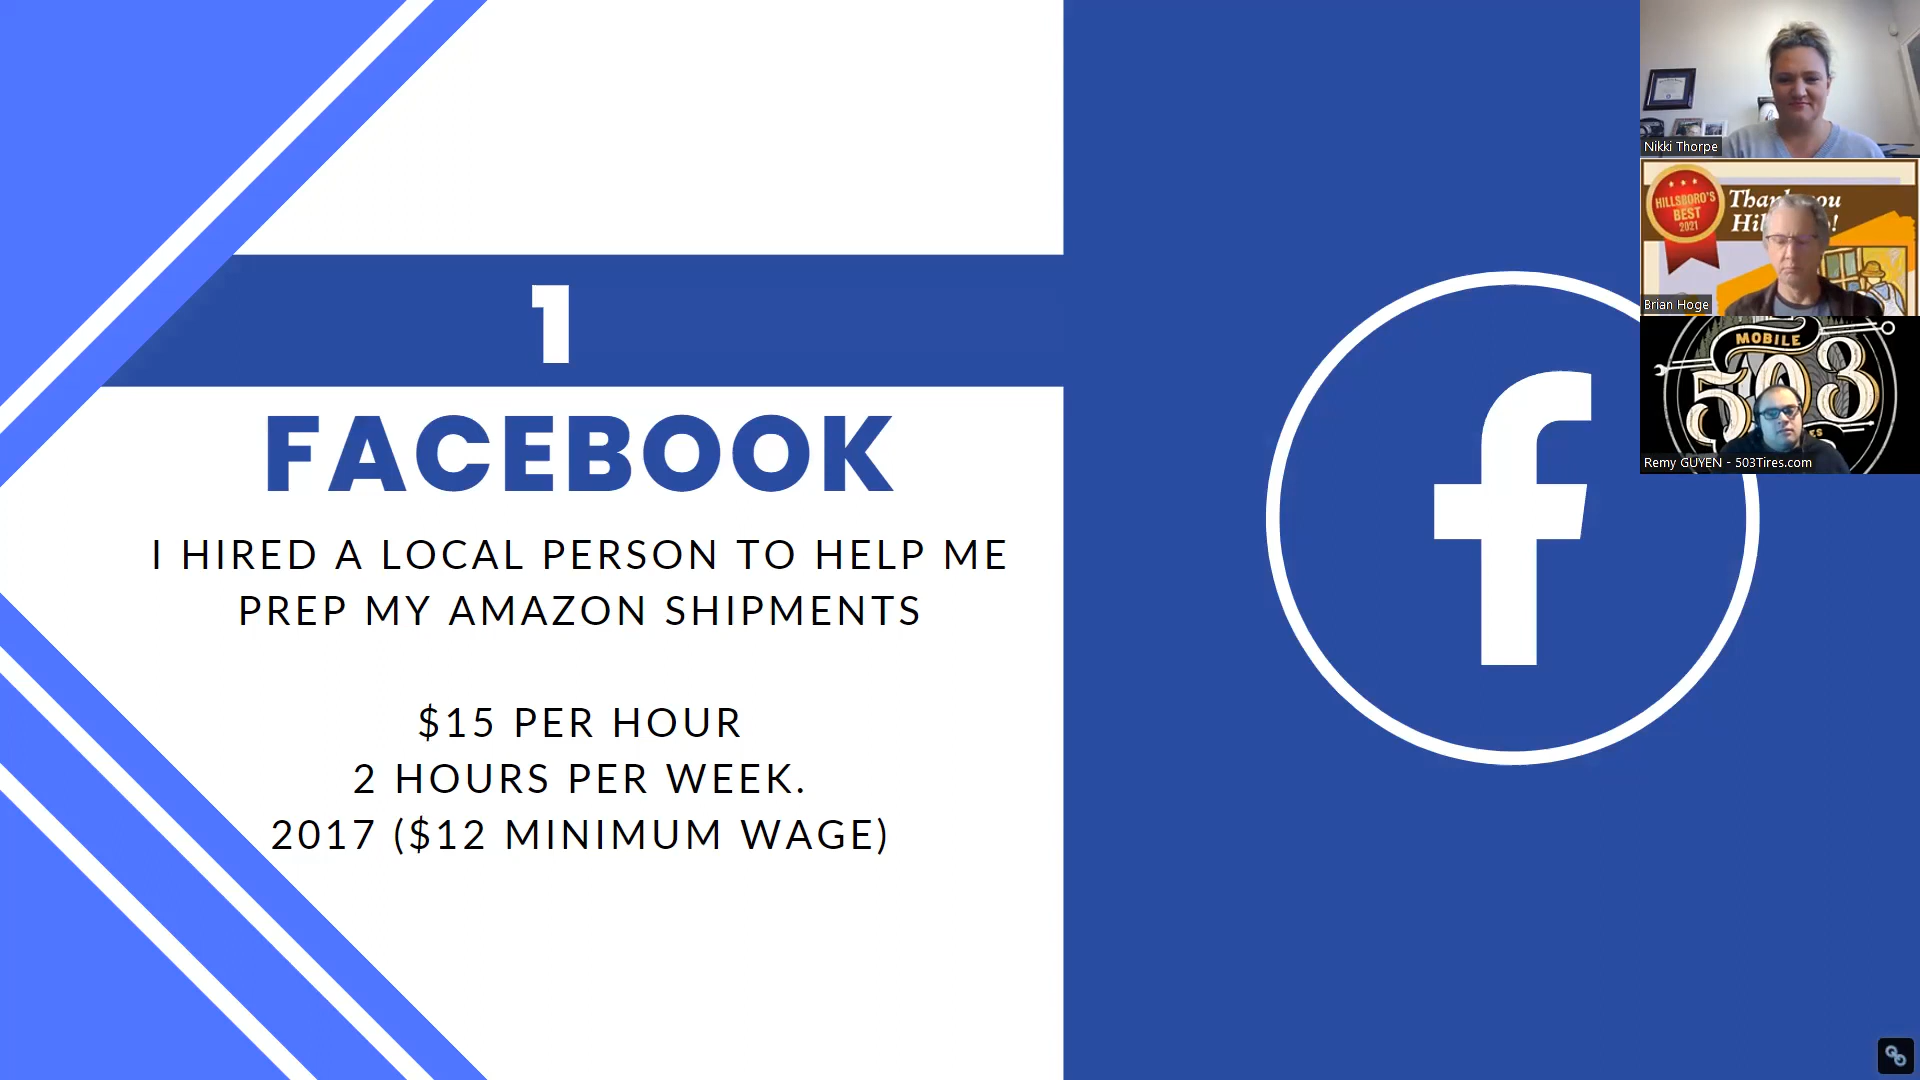 1
FACEBOOK
I HIRED A LOCAL PERSON TO HELP ME
PREP MY AMAZON SHIPMENTS
$15 PER HOUR
2 HOURS PER WEEK.
2017 ($12 MINIMUM WAGE)
Nikki Thorpe
HILLSBORO'S
BEST
2021
Brian Hoge
MOBILE
503
Remy GUYEN - 503Tires.com